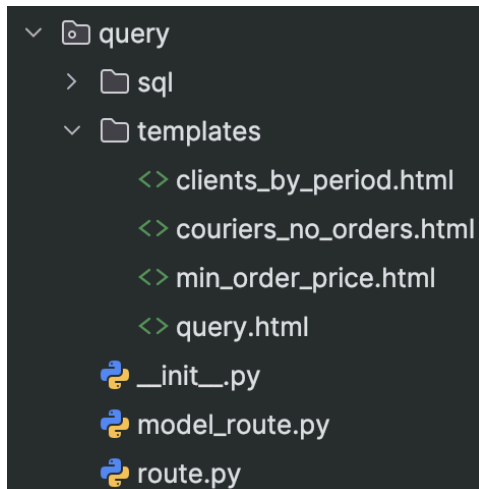 query
sql
templates
<> clients_by_period.html
<> couriers_no_orders.html
<> min_order_price.html
<> query.html
__init__.py
model_route.py
route.py